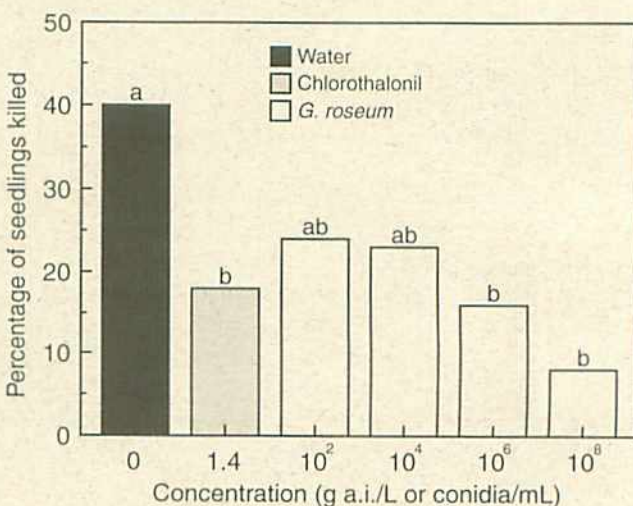 50
40
30
20
10
0
Percentage of seedlings killed
Water
Chlorothalonil
G. roseum
a
b
ab
ab
b
b
0 1.4 10² 10⁴ 10⁶ 10⁸
Concentration (g a.i./L or conidia/mL)